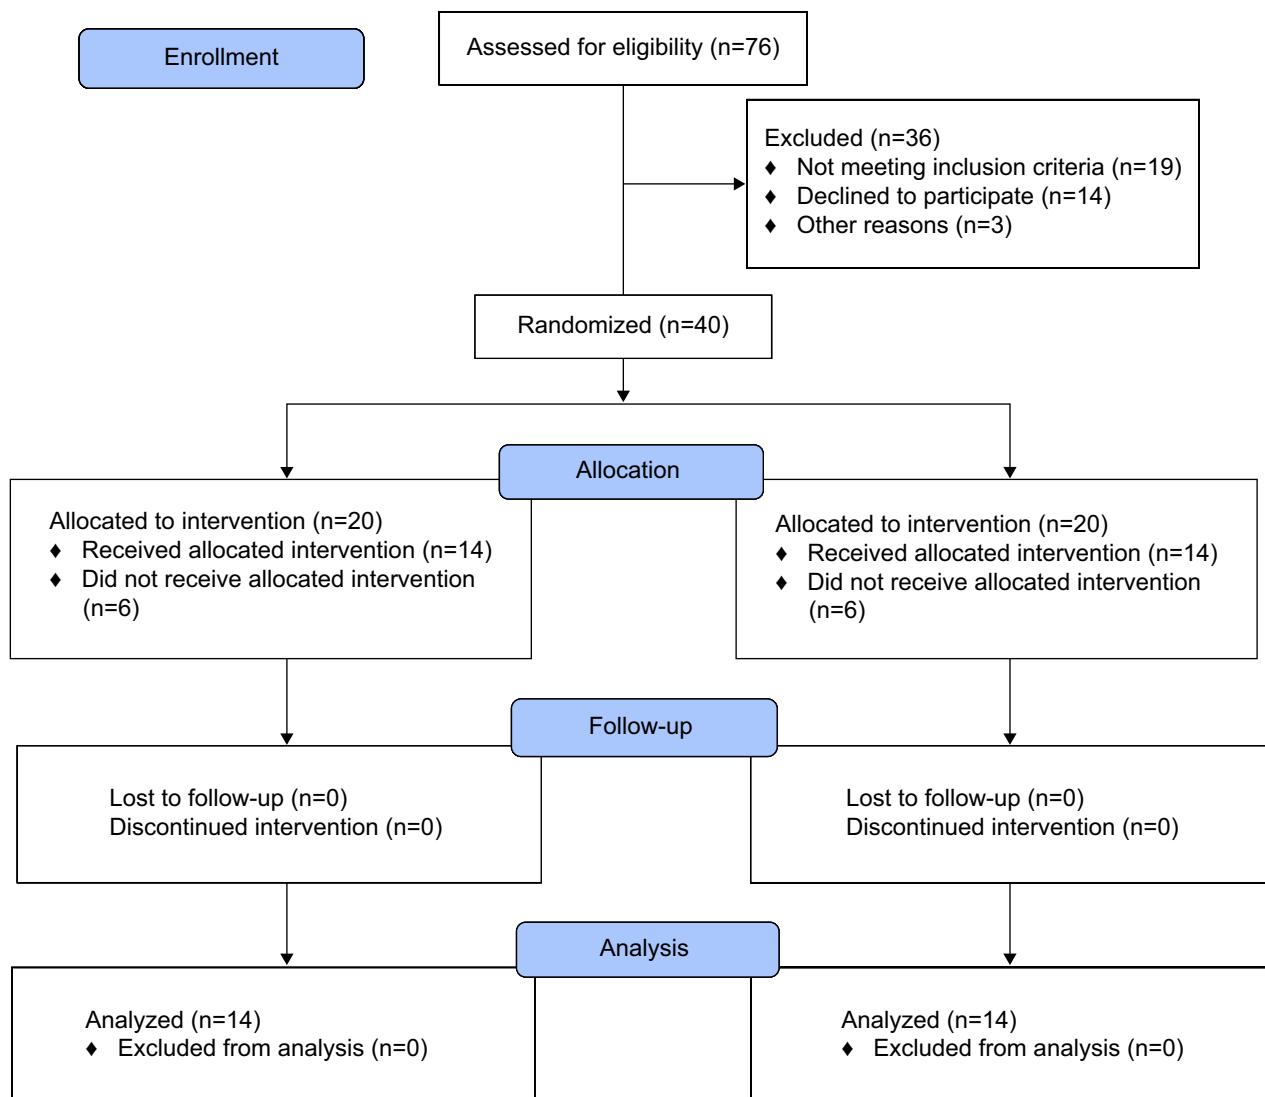 Enrollment
Assessed for eligibility (n=76)
Excluded (n=36)
♦ Not meeting inclusion criteria (n=19)
♦ Declined to participate (n=14)
♦ Other reasons (n=3)
Randomized (n=40)
Allocation
Allocated to intervention (n=20)
♦ Received allocated intervention (n=14)
♦ Did not receive allocated intervention
(n=6)
Allocated to intervention (n=20)
♦ Received allocated intervention (n=14)
♦ Did not receive allocated intervention
(n=6)
Follow-up
Lost to follow-up (n=0)
Discontinued intervention (n=0)
Lost to follow-up (n=0)
Discontinued intervention (n=0)
Analysis
Analyzed (n=14)
♦ Excluded from analysis (n=0)
Analyzed (n=14)
♦ Excluded from analysis (n=0)